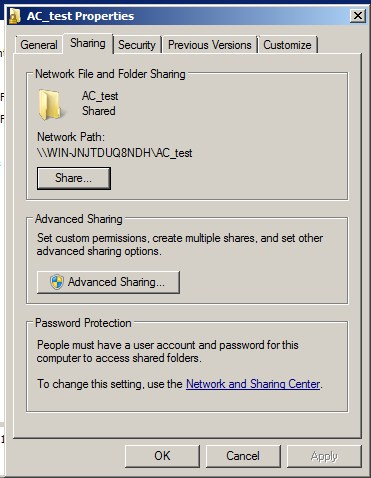 AC_test Properties
General
Sharing
Security
Previous Versions
Customize
Network File and Folder Sharing
AC_test
Shared
Network Path:
\\WIN-JNJTDUQ8NDH\AC_test
Share...
Advanced Sharing
Set custom permissions, create multiple shares, and set other
advanced sharing options.
Advanced Sharing...
Password Protection
People must have a user account and password for this
computer to access shared folders.
To change this setting, use the Network and Sharing Center.
OK
Cancel
Apply